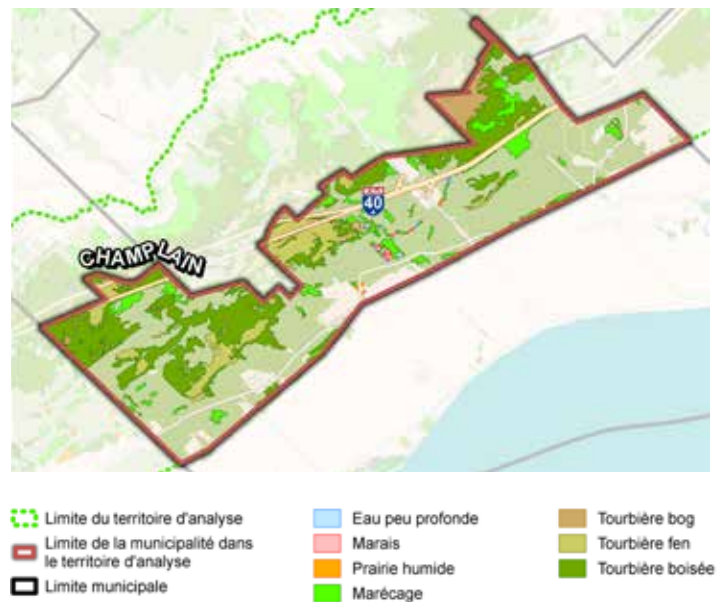 CHAMPLAIN
40
Limite du territoire d'analyse
Limite de la municipalité dans
le territoire d'analyse
Limite municipale
Eau peu profonde
Marais
Prairie humide
Marécage
Tourbière bog
Tourbière fen
Tourbière boisée